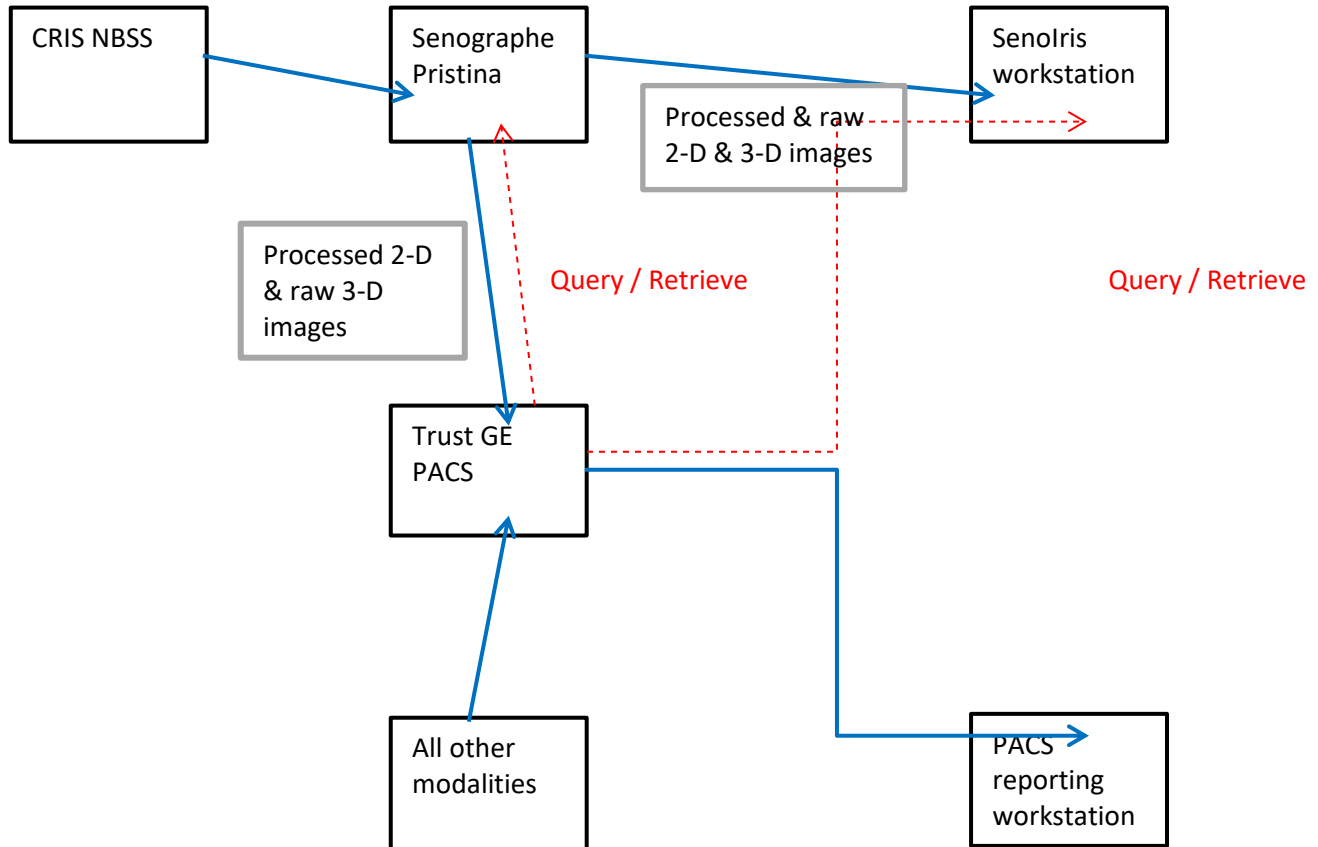 CRIS NBSS
Senographe
Pristina
SenoIris
workstation
Processed & raw
2-D & 3-D images
Processed 2-D
& raw 3-D
images
Query / Retrieve
Query / Retrieve
Trust GE
PACS
All other
modalities
PACS
reporting
workstation